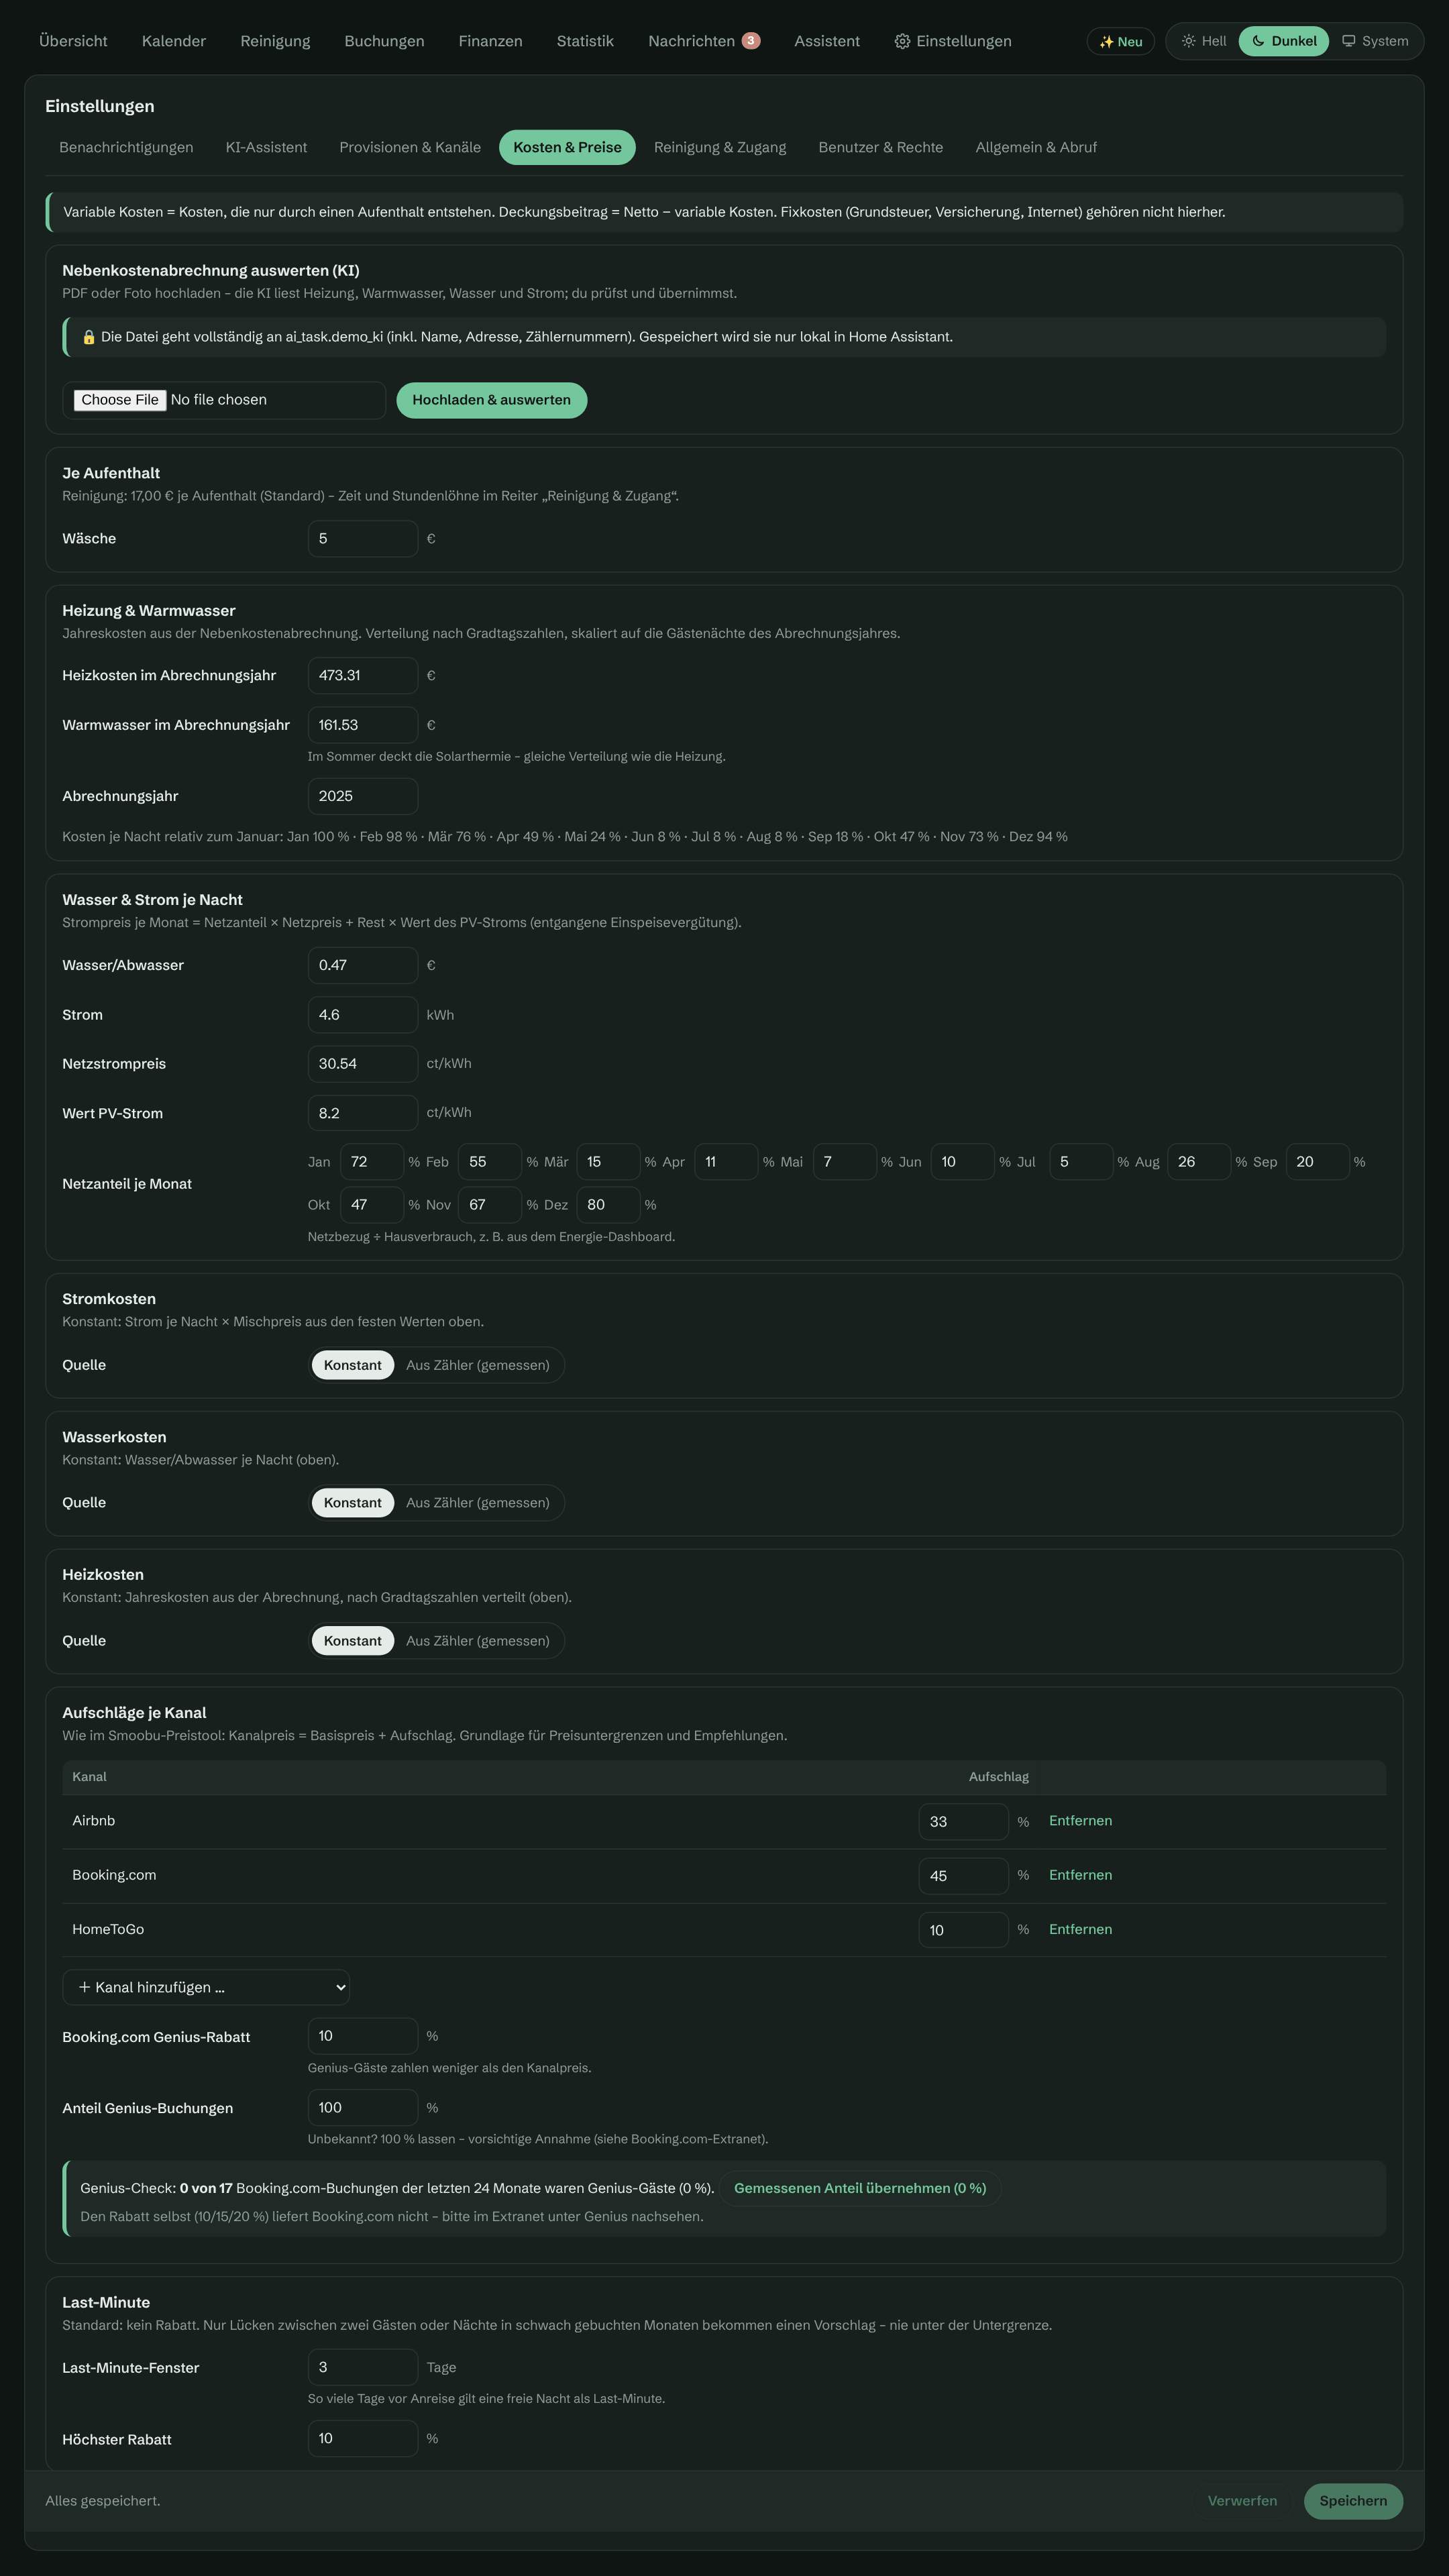 Übersicht Kalender Reinigung Buchungen Finanzen Statistik Nachrichten 3 Assistent Einstellungen ✨ Neu Hell Dunkel System
Einstellungen
Benachrichtigungen KI-Assistent Provisionen & Kanäle Kosten & Preise Reinigung & Zugang Benutzer & Rechte Allgemein & Abruf
Variable Kosten = Kosten, die nur durch einen Aufenthalt entstehen. Deckungsbeitrag = Netto − variable Kosten. Fixkosten (Grundsteuer, Versicherung, Internet) gehören nicht hierher.
Nebenkostenabrechnung auswerten (KI)
PDF oder Foto hochladen – die KI liest Heizung, Warmwasser, Wasser und Strom; du prüfst und übernimmst.
🔒 Die Datei geht vollständig an ai_task.demo_ki (inkl. Name, Adresse, Zählernummern). Gespeichert wird sie nur lokal in Home Assistant.
Choose File No file chosen Hochladen & auswerten
Je Aufenthalt
Reinigung: 17,00 € je Aufenthalt (Standard) – Zeit und Stundenlöhne im Reiter „Reinigung & Zugang“.
Wäsche 5 €
Heizung & Warmwasser
Jahreskosten aus der Nebenkostenabrechnung. Verteilung nach Gradtagszahlen, skaliert auf die Gästenächte des Abrechnungsjahres.
Heizkosten im Abrechnungsjahr 473.31 €
Warmwasser im Abrechnungsjahr 161.53 €
Im Sommer deckt die Solarthermie – gleiche Verteilung wie die Heizung.
Abrechnungsjahr 2025
Kosten je Nacht relativ zum Januar: Jan 100 % · Feb 98 % · Mär 76 % · Apr 49 % · Mai 24 % · Jun 8 % · Jul 8 % · Aug 8 % · Sep 18 % · Okt 47 % · Nov 73 % · Dez 94 %
Wasser & Strom je Nacht
Strompreis je Monat = Netzanteil × Netzpreis + Rest × Wert des PV-Stroms (entgangene Einspeisevergütung).
Wasser/Abwasser 0.47 €
Strom 4.6 kWh
Netzstrompreis 30.54 ct/kWh
Wert PV-Strom 8.2 ct/kWh
Netzanteil je Monat
Jan 72 % Feb 55 % Mär 15 % Apr 11 % Mai 7 % Jun 10 % Jul 5 % Aug 26 % Sep 20 %
Okt 47 % Nov 67 % Dez 80 %
Netzbezug ÷ Hausverbrauch, z. B. aus dem Energie-Dashboard.
Stromkosten
Konstant: Strom je Nacht × Mischpreis aus den festen Werten oben.
Quelle Konstant Aus Zähler (gemessen)
Wasserkosten
Konstant: Wasser/Abwasser je Nacht (oben).
Quelle Konstant Aus Zähler (gemessen)
Heizkosten
Konstant: Jahreskosten aus der Abrechnung, nach Gradtagszahlen verteilt (oben).
Quelle Konstant Aus Zähler (gemessen)
Aufschläge je Kanal
Wie im Smoobu-Preistool: Kanalpreis = Basispreis + Aufschlag. Grundlage für Preisuntergrenzen und Empfehlungen.
Kanal Aufschlag
Airbnb 33 % Entfernen
Booking.com 45 % Entfernen
HomeToGo 10 % Entfernen
+ Kanal hinzufügen ...
Booking.com Genius-Rabatt 10 %
Genius-Gäste zahlen weniger als den Kanalpreis.
Anteil Genius-Buchungen 100 %
Unbekannt? 100 % lassen – vorsichtige Annahme (siehe Booking.com-Extranet).
Genius-Check: 0 von 17 Booking.com-Buchungen der letzten 24 Monate waren Genius-Gäste (0 %). Gemessenen Anteil übernehmen (0 %)
Den Rabatt selbst (10/15/20 %) liefert Booking.com nicht – bitte im Extranet unter Genius nachsehen.
Last-Minute
Standard: kein Rabatt. Nur Lücken zwischen zwei Gästen oder Nächte in schwach gebuchten Monaten bekommen einen Vorschlag – nie unter der Untergrenze.
Last-Minute-Fenster 3 Tage
So viele Tage vor Anreise gilt eine freie Nacht als Last-Minute.
Höchster Rabatt 10 %
Alles gespeichert. Verwerfen Speichern